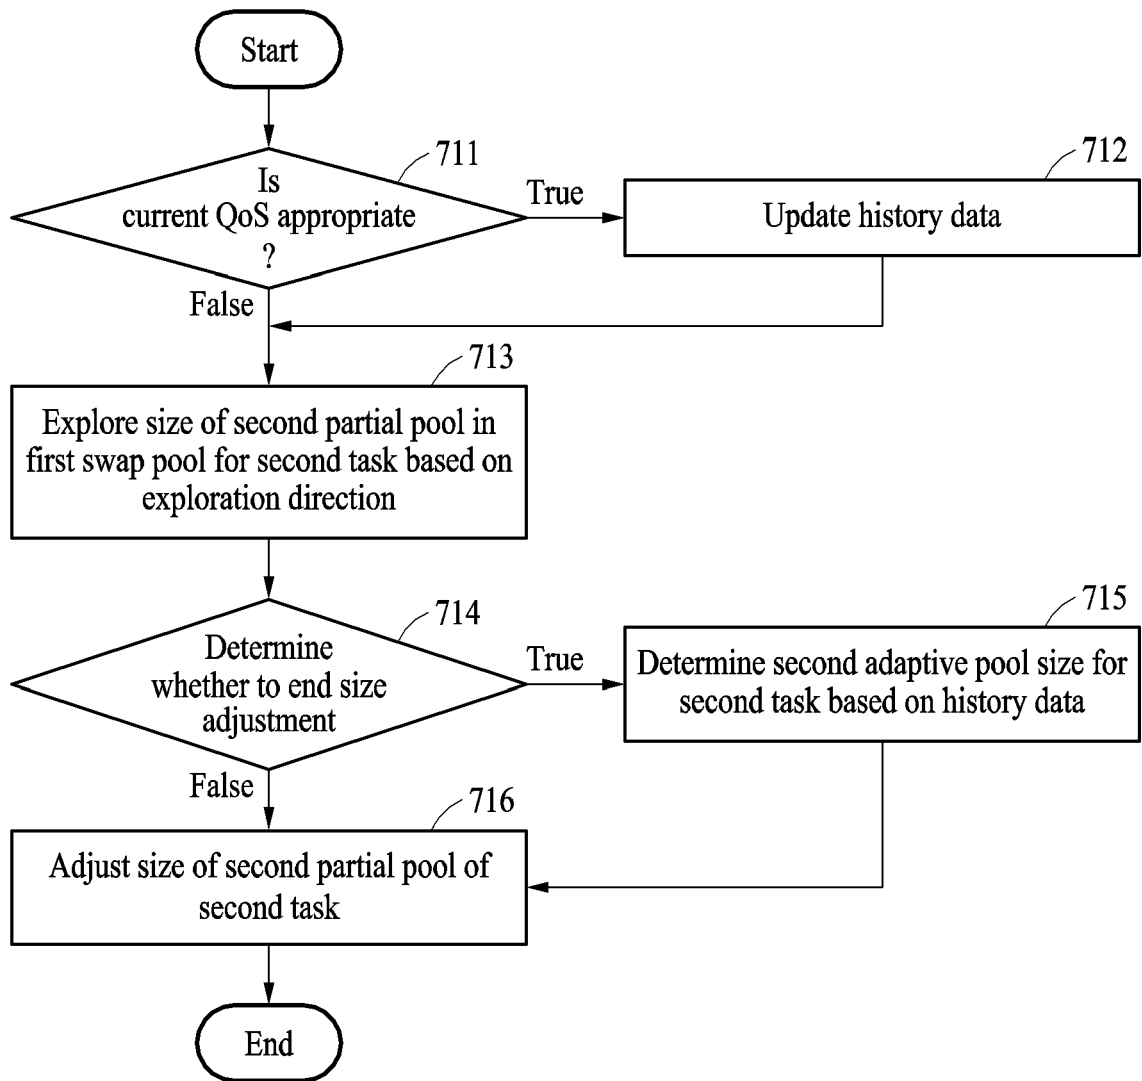 Start
711
Is
current QoS appropriate
?
True
712
Update history data
False
713
Explore size of second partial pool in
first swap pool for second task based on
exploration direction
714
Determine
whether to end size
adjustment
True
715
Determine second adaptive pool size for
second task based on history data
False
716
Adjust size of second partial pool of
second task
End